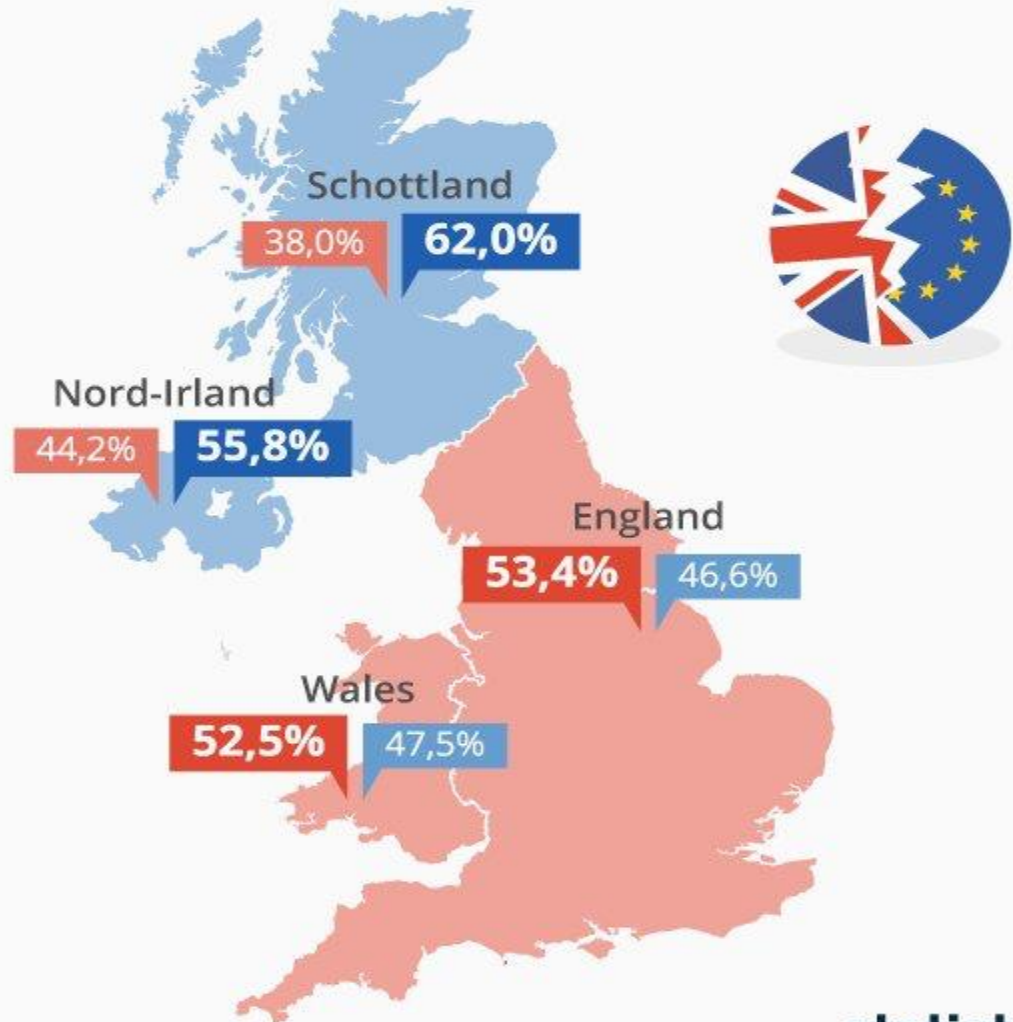 Schottland
38,0% 62,0%
Nord-Irland
44,2% 55,8%
England
53,4% 46,6%
Wales
52,5% 47,5%